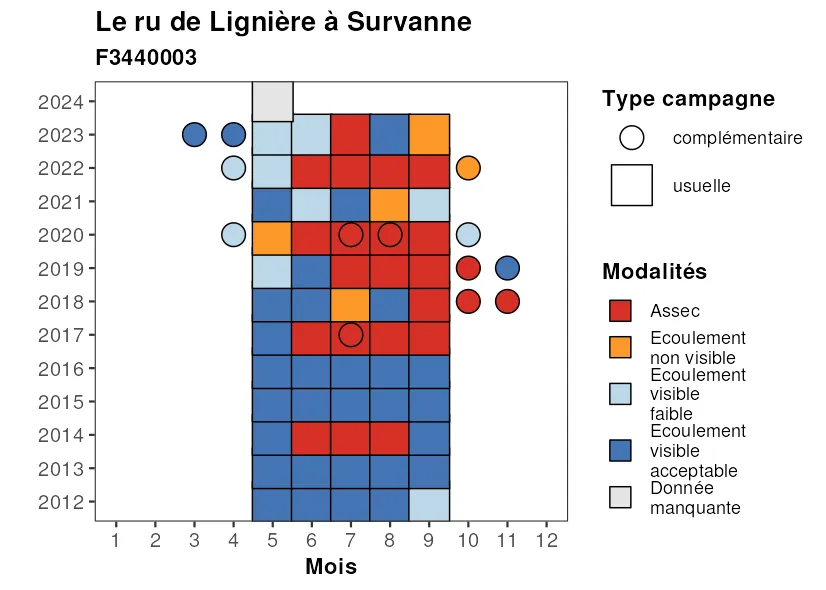 Le ru de Lignière à Survanne
F3440003
2024
2023
2022
2021
2020
2019
2018
2017
2016
2015
2014
2013
2012
1 2 3 4 5 6 7 8 9 10 11 12
Mois
Type campagne
complémentaire
usuelle
Modalités
Assec
Ecoulement
non visible
Ecoulement
visible
faible
Ecoulement
visible
acceptable
Donnée
manquante